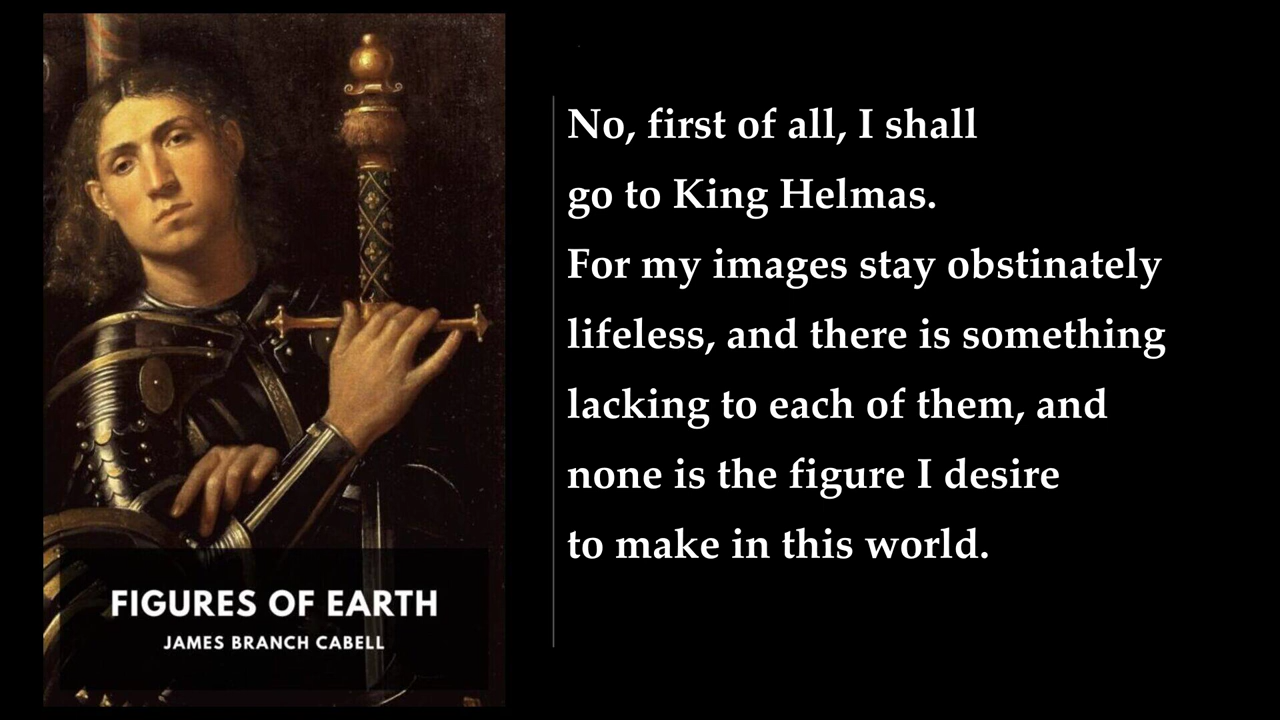 FIGURES OF EARTH
JAMES BRANCH CABELL
No, first of all, I shall
go to King Helmas.
For my images stay obstinately
lifeless, and there is something
lacking to each of them, and
none is the figure I desire
to make in this world.